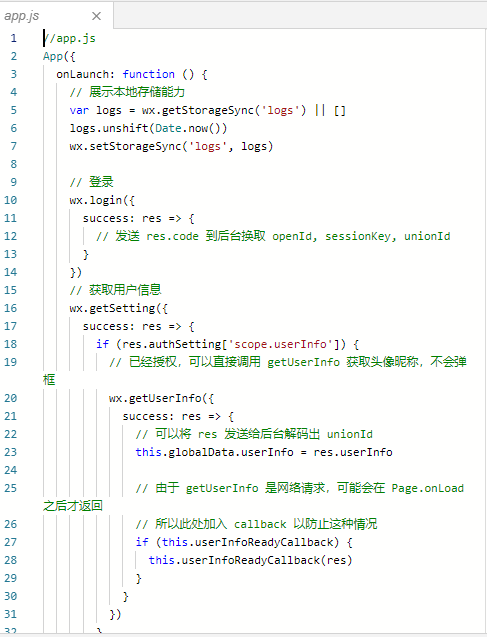 app.js
1 //app.js
2 App({
3 onLaunch: function () {
4 // 展示本地存储能力
5 var logs = wx.getStorageSync('logs') || []
6 logs.unshift(Date.now())
7 wx.setStorageSync('logs', logs)
8
9 // 登录
10 wx.login({
11 success: res => {
12 // 发送 res.code 到后台换取 openId, sessionKey, unionId
13 }
14 })
15 // 获取用户信息
16 wx.getSetting({
17 success: res => {
18 if (res.authSetting['scope.userInfo']) {
19 // 已经授权，可以直接调用 getUserInfo 获取头像昵称，不会弹
框
20 wx.getUserInfo({
21 success: res => {
22 // 可以将 res 发送给后台解码出 unionId
23 this.globalData.userInfo = res.userInfo
24
25 // 由于 getUserInfo 是网络请求，可能会在 Page.onLoad
之后才返回
26 // 所以此处加入 callback 以防止这种情况
27 if (this.userInfoReadyCallback) {
28 this.userInfoReadyCallback(res)
29 }
30 }
31 })
32 }